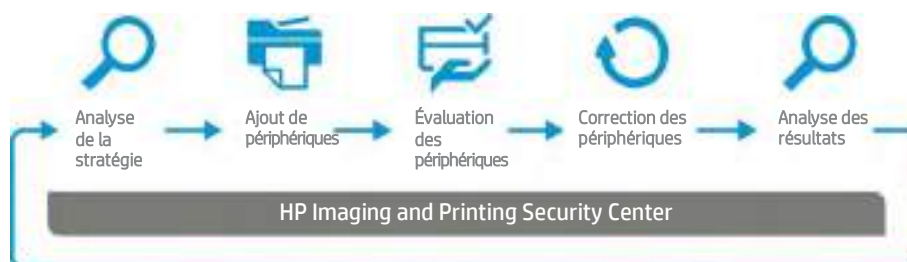 Analyse
de la
stratégie
Ajout de
périphériques
Évaluation
des
périphériques
Correction des
périphériques
Analyse des
résultats
HP Imaging and Printing Security Center